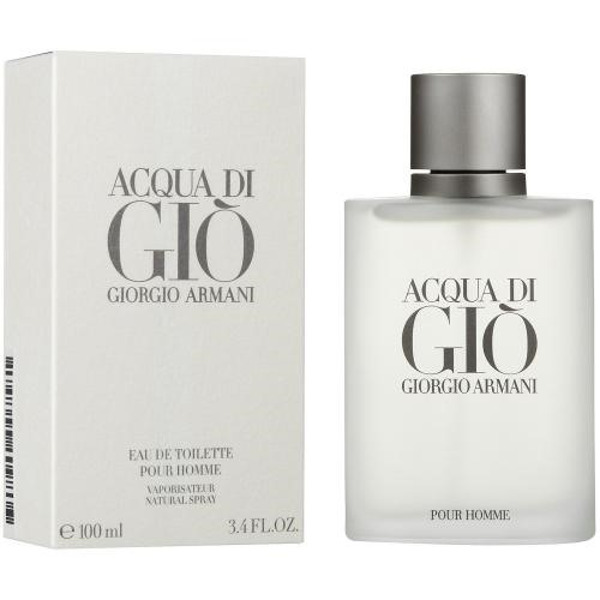 ACQUA DI
GIÒ
GIORGIO ARMANI
EAU DE TOILETTE
POUR HOMME
VAPORISATEUR
NATURAL SPRAY
℮ 100 ml 3.4 FL.OZ.
ACQUA DI
GIÒ
GIORGIO ARMANI
POUR HOMME